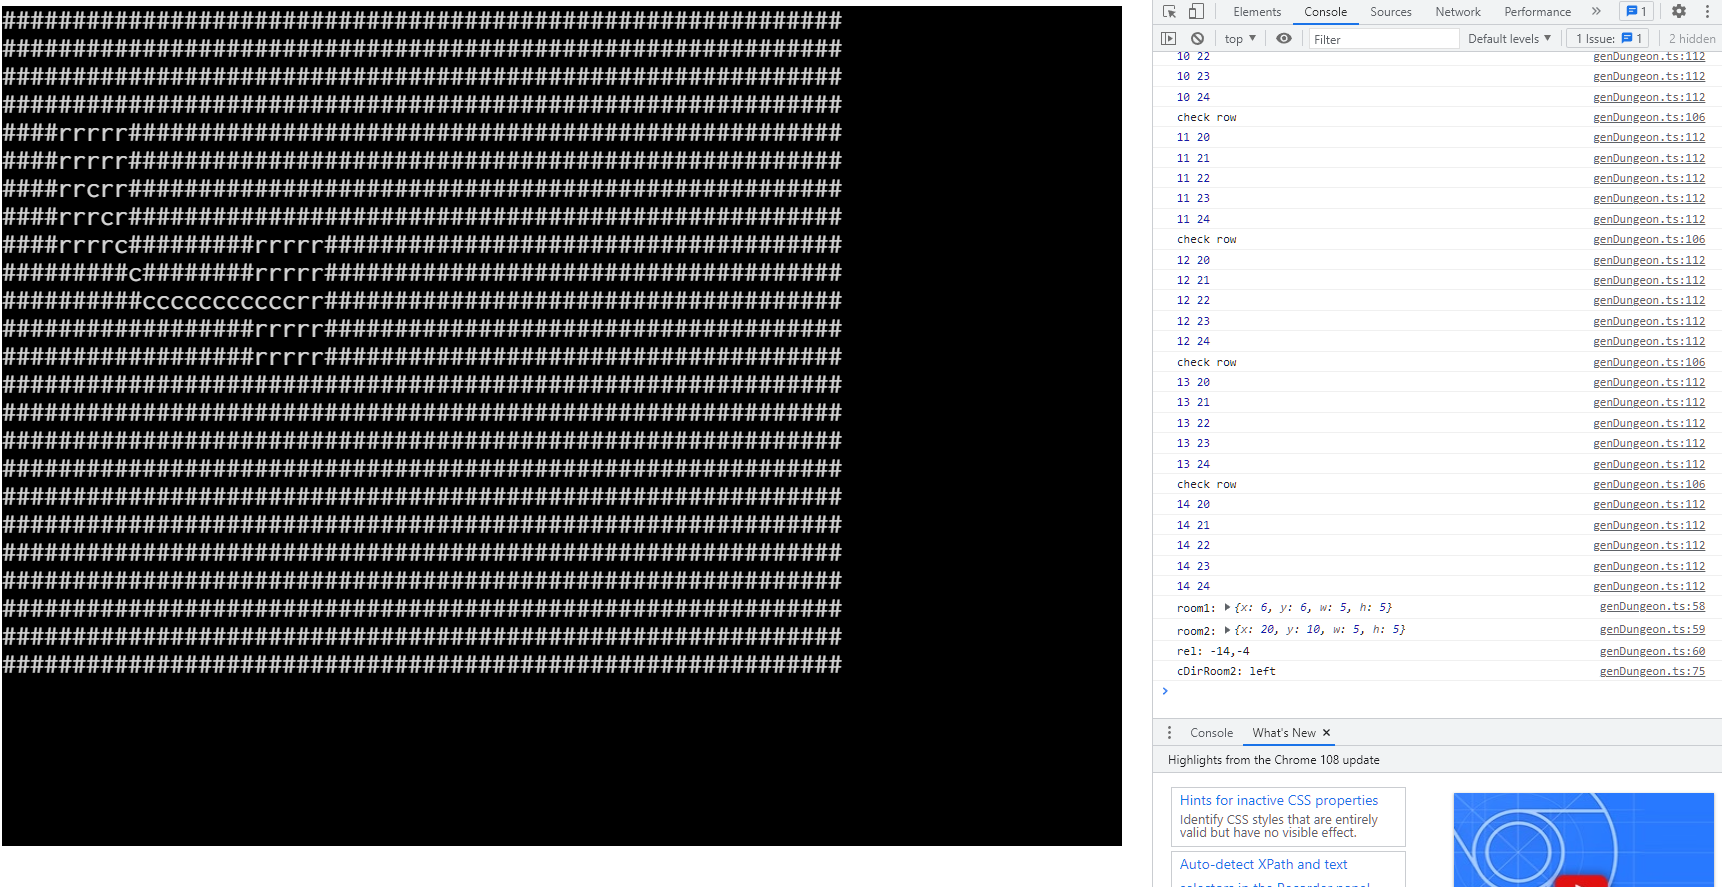 ############################################################
############################################################
############################################################
############################################################
####rrrrr###################################################
####rrrrr###################################################
####rrcrr###################################################
####rrrcr###################################################
####rrrrc#########rrrrr#####################################
#########c########rrrrr#####################################
##########cccccccccccrr#####################################
##################rrrrr#####################################
##################rrrrr#####################################
############################################################
############################################################
############################################################
############################################################
############################################################
############################################################
############################################################
############################################################
############################################################
############################################################
############################################################
Elements Console Sources Network Performance » 1
top ▼ Filter Default levels ▼ 1 Issue: 1 2 hidden
10 22 genDungeon.ts:112
10 23 genDungeon.ts:112
10 24 genDungeon.ts:112
check row genDungeon.ts:106
11 20 genDungeon.ts:112
11 21 genDungeon.ts:112
11 22 genDungeon.ts:112
11 23 genDungeon.ts:112
11 24 genDungeon.ts:112
check row genDungeon.ts:106
12 20 genDungeon.ts:112
12 21 genDungeon.ts:112
12 22 genDungeon.ts:112
12 23 genDungeon.ts:112
12 24 genDungeon.ts:112
check row genDungeon.ts:106
13 20 genDungeon.ts:112
13 21 genDungeon.ts:112
13 22 genDungeon.ts:112
13 23 genDungeon.ts:112
13 24 genDungeon.ts:112
check row genDungeon.ts:106
14 20 genDungeon.ts:112
14 21 genDungeon.ts:112
14 22 genDungeon.ts:112
14 23 genDungeon.ts:112
14 24 genDungeon.ts:112
room1: ▶{x: 6, y: 6, w: 5, h: 5} genDungeon.ts:58
room2: ▶{x: 20, y: 10, w: 5, h: 5} genDungeon.ts:59
rel: -14,-4 genDungeon.ts:60
cDirRoom2: left genDungeon.ts:75
>
Console What's New ×
Highlights from the Chrome 108 update
Hints for inactive CSS properties
Identify CSS styles that are entirely
valid but have no visible effect.
Auto-detect XPath and text
selectors in the Recorder panel